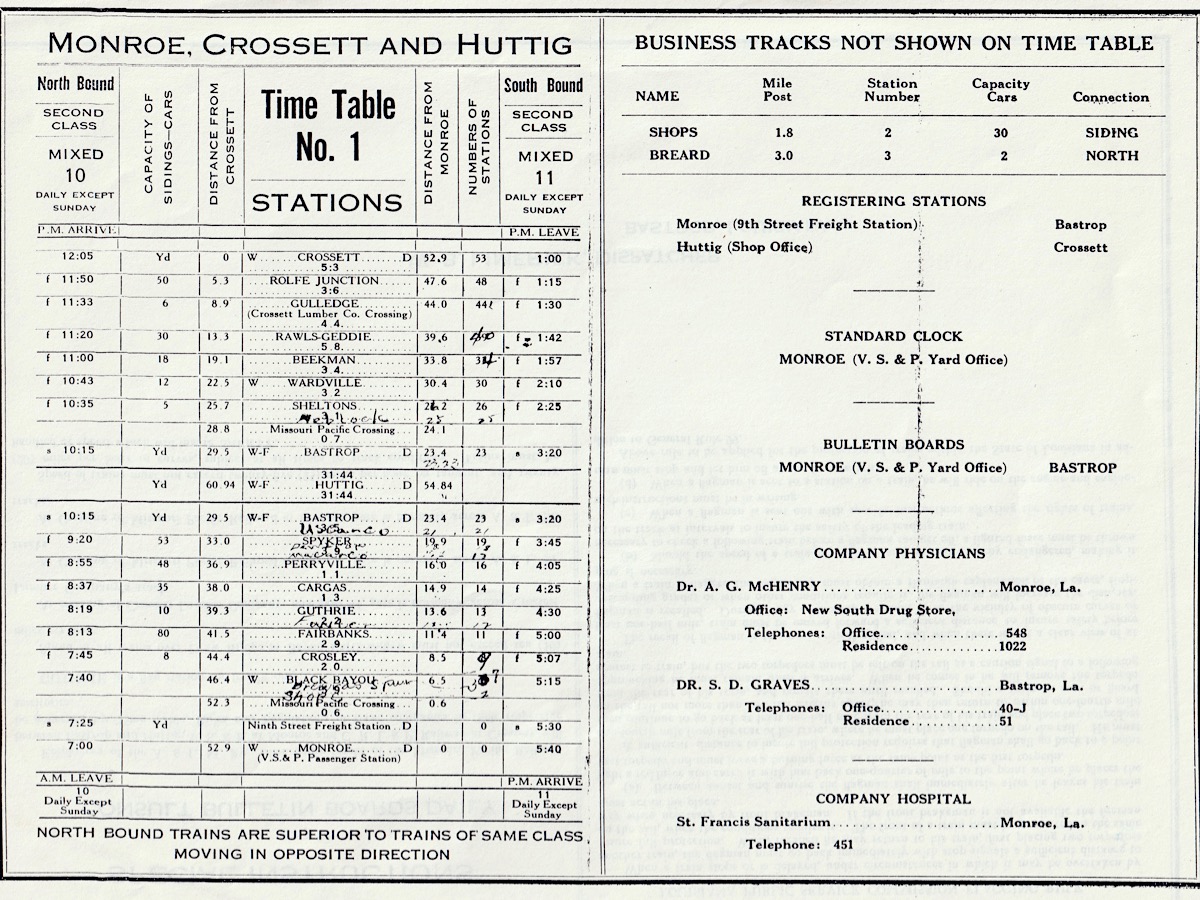 MONROE, CROSSETT AND HUTTIG
North Bound CAPACITY OF SIDINGS—CARS DISTANCE FROM CROSSETT Time Table No. 1 DISTANCE FROM MONROE NUMBERS OF STATIONS South Bound
SECOND CLASS SECOND CLASS
MIXED 10 MIXED 11
DAILY EXCEPT SUNDAY STATIONS DAILY EXCEPT SUNDAY
P.M. ARRIVE P.M. LEAVE
12:05 Yd 0 W CROSSETT D 52.9 53 1:00
5.3
f 11:50 50 5.3 ROLFE JUNCTION 47.6 48 f 1:15
3.6
f 11:33 6 8.9 GULLEDGE 44.0 44 f 1:30
(Crossett Lumber Co. Crossing)
4.4
f 11:20 30 13.3 RAWLS-GEDDIE 39.6 40 f 1:42
5.8
f 11:00 18 19.1 BEEKMAN 33.8 34 f 1:57
3.4
f 10:43 12 22.5 W WARDVILLE 30.4 30 f 2:10
3.2
f 10:35 5 25.7 SHELTONS 26 f 2:25
3.1
28.8 Missouri Pacific Crossing 24.1
0.7
s 10:15 Yd 29.5 W-F BASTROP D 23.4 23 s 3:20
31:44
Yd 60.94 W-F HUTTIG D 54.84
31:44
s 10:15 Yd 29.5 W-F BASTROP D 23.4 23 s 3:20
f 9:20 53 33.0 SPYKER 19.9 19 f 3:45
f 8:55 48 36.9 PERRYVILLE 16.0 16 f 4:05
1.1
f 8:37 35 38.0 CARGAS 14.9 14 f 4:25
1.3
8:19 10 39.3 GUTHRIE 13.6 13 4:30
f 8:13 80 41.5 FAIRBANKS 11.4 11 f 5:00
2.9
f 7:45 8 44.4 CROSLEY 8.5 f 5:07
2.0
7:40 46.4 W BLACK BAYOU 6.5 5:15
52.3 Missouri Pacific Crossing 0.6
0.6
s 7:25 Yd Ninth Street Freight Station D 0 s 5:30
7:00 52.9 W MONROE D 0 0 5:40
(V.S.& P. Passenger Station)
A.M. LEAVE P.M. ARRIVE
10 Daily Except Sunday 11 Daily Except Sunday
NORTH BOUND TRAINS ARE SUPERIOR TO TRAINS OF SAME CLASS
MOVING IN OPPOSITE DIRECTION
BUSINESS TRACKS NOT SHOWN ON TIME TABLE
NAME Mile Post Station Number Capacity Cars Connection
SHOPS 1.8 2 30 SIDING
BREARD 3.0 3 2 NORTH
REGISTERING STATIONS
Monroe (9th Street Freight Station) Bastrop
Huttig (Shop Office) Crossett
STANDARD CLOCK
MONROE (V. S. & P. Yard Office)
BULLETIN BOARDS
MONROE (V. S. & P. Yard Office) BASTROP
COMPANY PHYSICIANS
Dr. A. G. McHENRY Monroe, La.
Office: New South Drug Store,
Telephones: Office 548
Residence 1022
DR. S. D. GRAVES Bastrop, La.
Telephones: Office 40-J
Residence 51
COMPANY HOSPITAL
St. Francis Sanitarium Monroe, La.
Telephone: 451